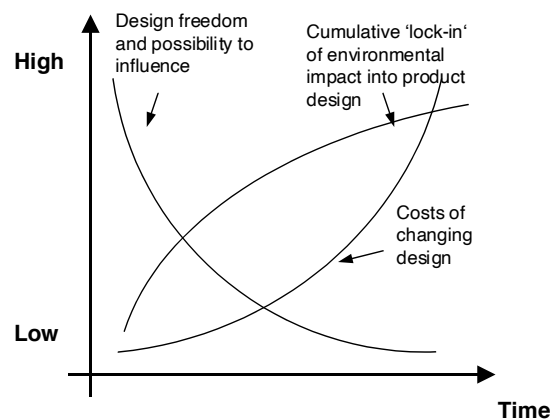 Design freedom
and possibility to
influence
Cumulative ‘lock-in‘
of environmental
impact into product
design
High
Costs of
changing
design
Low
Time